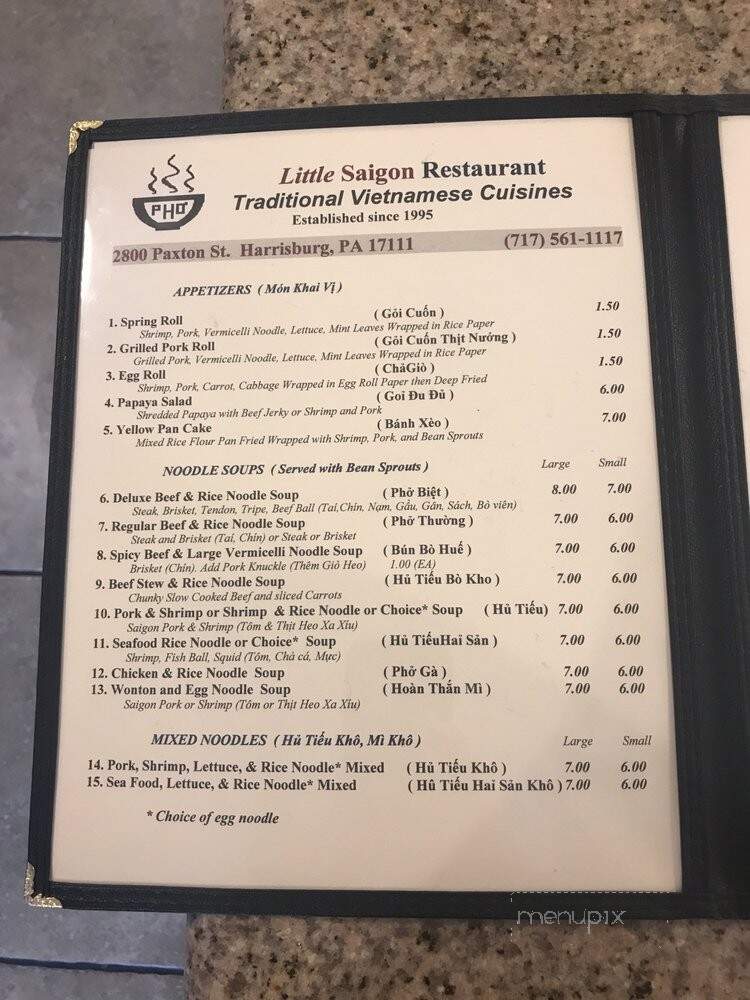 PHỞ
Little Saigon Restaurant
Traditional Vietnamese Cuisines
Established since 1995
2800 Paxton St. Harrisburg, PA 17111 (717) 561-1117
APPETIZERS ( Món Khai Vị )
1. Spring Roll ( Gỏi Cuốn ) 1.50
Shrimp, Pork, Vermicelli Noodle, Lettuce, Mint Leaves Wrapped in Rice Paper
2. Grilled Pork Roll ( Gỏi Cuốn Thịt Nướng ) 1.50
Grilled Pork, Vermicelli Noodle, Lettuce, Mint Leaves Wrapped in Rice Paper
3. Egg Roll ( ChảGiò ) 1.50
Shrimp, Pork, Carrot, Cabbage Wrapped in Egg Roll Paper then Deep Fried
4. Papaya Salad ( Goỉ Đu Đủ ) 6.00
Shredded Papaya with Beef Jerky or Shrimp and Pork
5. Yellow Pan Cake ( Bánh Xèo ) 7.00
Mixed Rice Flour Pan Fried Wrapped with Shrimp, Pork, and Bean Sprouts
NOODLE SOUPS ( Served with Bean Sprouts ) Large Small
6. Deluxe Beef & Rice Noodle Soup ( Phở Biệt ) 8.00 7.00
Steak, Brisket, Tendon, Tripe, Beef Ball (Taí,Chín, Nạm, Gầu, Gân, Sách, Bò viên)
7. Regular Beef & Rice Noodle Soup ( Phở Thường ) 7.00 6.00
Steak and Brisket (Taí, Chín) or Steak or Brisket
8. Spicy Beef & Large Vermicelli Noodle Soup ( Bún Bò Huế ) 7.00 6.00
Brisket (Chín). Add Pork Knuckle (Thêm Giò Heo) 1.00 (EA)
9. Beef Stew & Rice Noodle Soup ( Hủ Tiếu Bò Kho ) 7.00 6.00
Chunky Slow Cooked Beef and sliced Carrots
10. Pork & Shrimp or Shrimp & Rice Noodle or Choice* Soup ( Hủ Tiếu) 7.00 6.00
Saigon Pork & Shrimp (Tôm & Thịt Heo Xa Xỉu)
11. Seafood Rice Noodle or Choice* Soup ( Hủ TiếuHaỉ Sản ) 7.00 6.00
Shrimp, Fish Ball, Squid (Tôm, Chả cá, Mực)
12. Chicken & Rice Noodle Soup ( Phở Gà ) 7.00 6.00
13. Wonton and Egg Noodle Soup ( Hoàn Thắn Mì ) 7.00 6.00
Saigon Pork or Shrimp (Tôm or Thịt Heo Xa Xỉu)
MIXED NOODLES ( Hủ Tiếu Khô, Mì Khô ) Large Small
14. Pork, Shrimp, Lettuce, & Rice Noodle* Mixed ( Hủ Tiếu Khô ) 7.00 6.00
15. Sea Food, Lettuce, & Rice Noodle* Mixed ( Hủ Tiếu Haỉ Sản Khô ) 7.00 6.00
* Choice of egg noodle
menupix